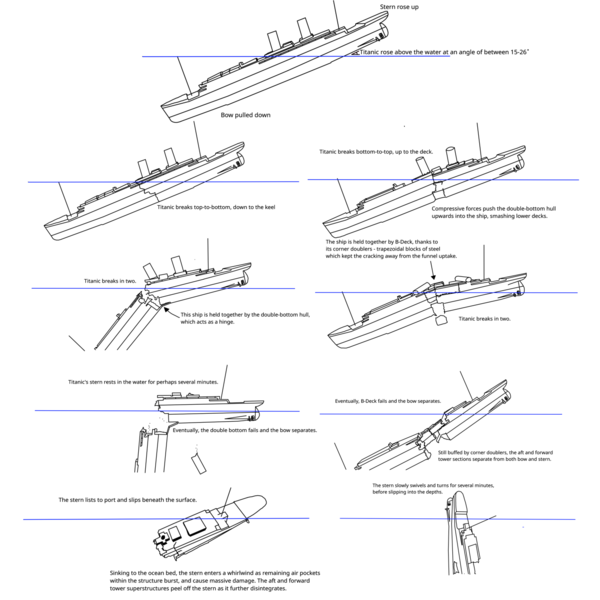 Stern rose up
Titanic rose above the water at an angle of between 15-26˚
Bow pulled down
Titanic breaks top-to-bottom, down to the keel
Titanic breaks bottom-to-top, up to the deck.
Compressive forces push the double-bottom hull
upwards into the ship, smashing lower decks.
Titanic breaks in two.
This ship is held together by the double-bottom hull,
which acts as a hinge.
The ship is held together by B-Deck, thanks to
its corner doublers - trapezoidal blocks of steel
which kept the cracking away from the funnel uptake.
Titanic breaks in two.
Titanic's stern rests in the water for perhaps several minutes.
Eventually, the double bottom falls and the bow separates.
Eventually, B-Deck falls and the bow separates.
Still buffed by corner doublers, the aft and forward
tower sections separate from both bow and stern.
The stern lists to port and slips beneath the surface.
The stern slowly swivels and turns for several minutes,
before slipping into the depths.
Sinking to the ocean bed, the stern enters a whirlwind as remaining air pockets
within the structure burst, and cause massive damage. The aft and forward
tower superstructures peel off the stern as it further disintegrates.